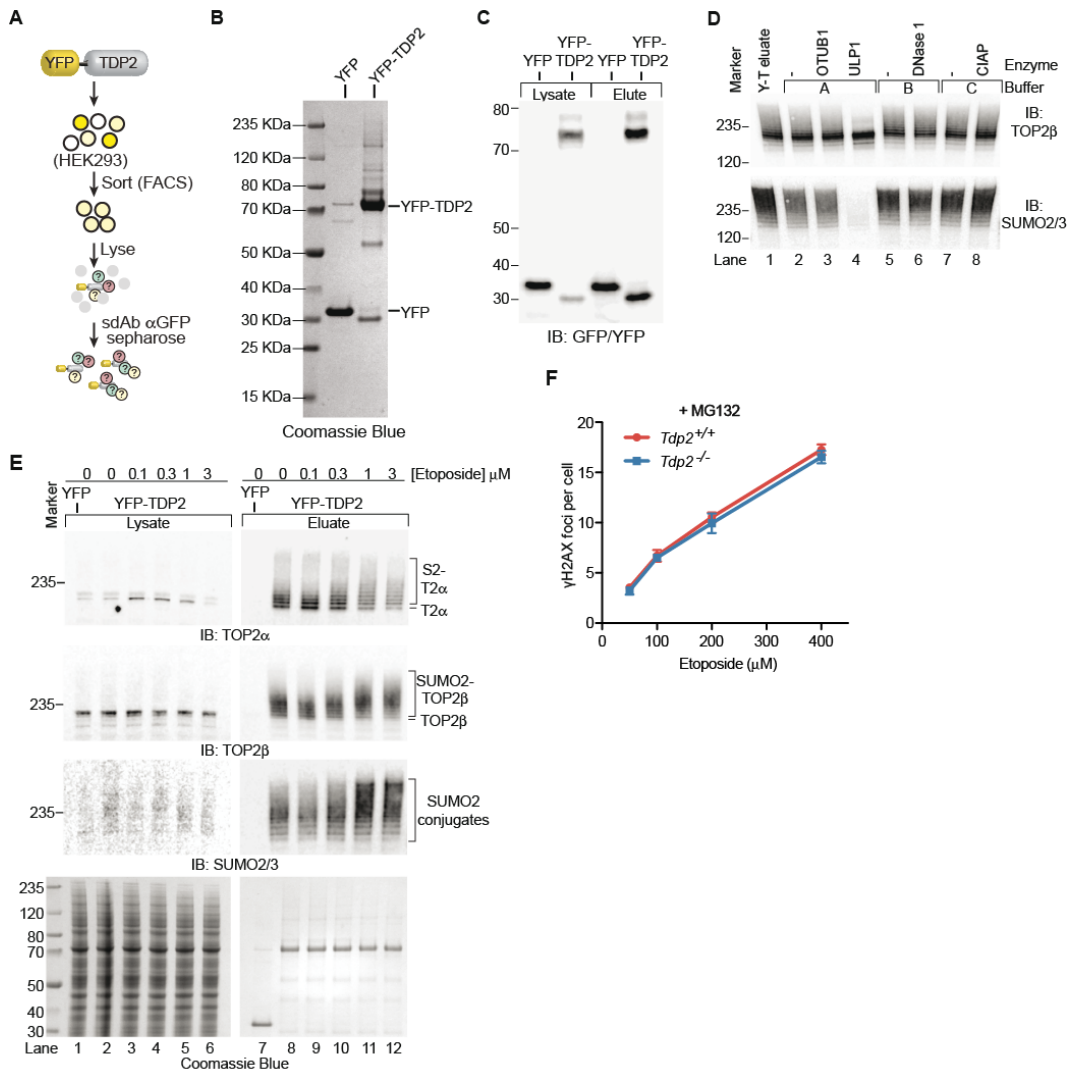 A
YFP
TDP2
(HEK293)
Sort (FACS)
Lyse
? ? ?
sdAb αGFP
sepharose
? ? ? ? ? ? ? ? ? ?
B
YFP
YFP-TDP2
235 KDa
120 KDa
80 KDa
70 KDa
50 KDa
40 KDa
30 KDa
25 KDa
15 KDa
YFP-TDP2
YFP
Coomassie Blue
C
YFP-
YFP-
YFP TDP2 YFP TDP2
Lysate Elute
80
70
50
40
30
IB: GFP/YFP
D
Marker
Y-T eluate
-
OTUB1
ULP1
-
DNase 1
-
CIAP
Enzyme
A B C Buffer
235
120
IB:
TOP2β
235
120
IB:
SUMO2/3
Lane 1 2 3 4 5 6 7 8
E
0 0 0.1 0.3 1 3 0 0 0.1 0.3 1 3 [Etoposide] μM
Marker
YFP YFP-TDP2 YFP YFP-TDP2
Lysate Eluate
235
S2-
T2α
T2α
IB: TOP2α
235
SUMO2-
TOP2β
TOP2β
IB: TOP2β
235
SUMO2
conjugates
IB: SUMO2/3
235
120
80
70
50
40
30
Lane 1 2 3 4 5 6 7 8 9 10 11 12
Coomassie Blue
F
+ MG132
Tdp2+/+
Tdp2-/-
γH2AX foci per cell
20
15
10
5
0
0 100 200 300 400
Etoposide (μM)